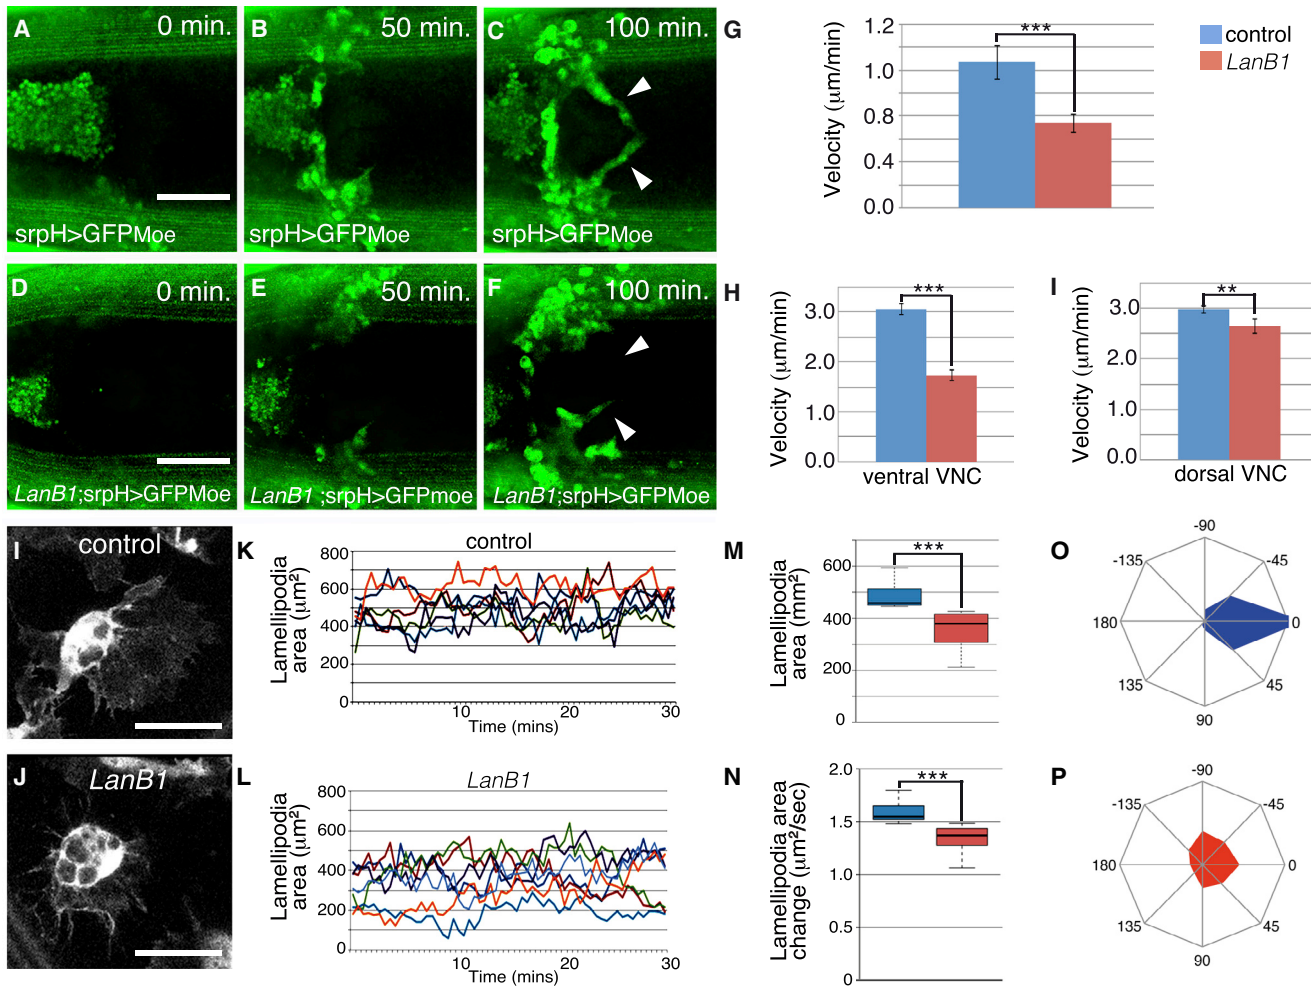 A 0 min.
srpH>GFPMoe
B 50 min.
srpH>GFPMoe
C 100 min.
srpH>GFPMoe
D 0 min.
LanB1;srpH>GFPMoe
E 50 min.
LanB1 ;srpH>GFPmoe
F 100 min.
LanB1;srpH>GFPMoe
G
Velocity (µm/min)
1.2
1.0
0.8
0.4
0.0
***
control
LanB1
H
Velocity (µm/min)
3.0
2.0
1.0
0.0
***
ventral VNC
I
Velocity (µm/min)
3.0
2.0
1.0
0.0
**
dorsal VNC
I control
J LanB1
K control
Lamellipodia
area (µm²)
800
600
400
200
0
10 20 30
Time (mins)
L LanB1
Lamellipodia
area (µm²)
800
600
400
200
0
10 20 30
Time (mins)
M
Lamellipodia
area (mm²)
600
400
200
0
***
N
Lamellipodia area
change (µm²/sec)
2.0
1.5
1.0
0.5
0
***
O
-90
-135 -45
180 0
135 45
90
P
-90
-135 -45
180 0
135 45
90